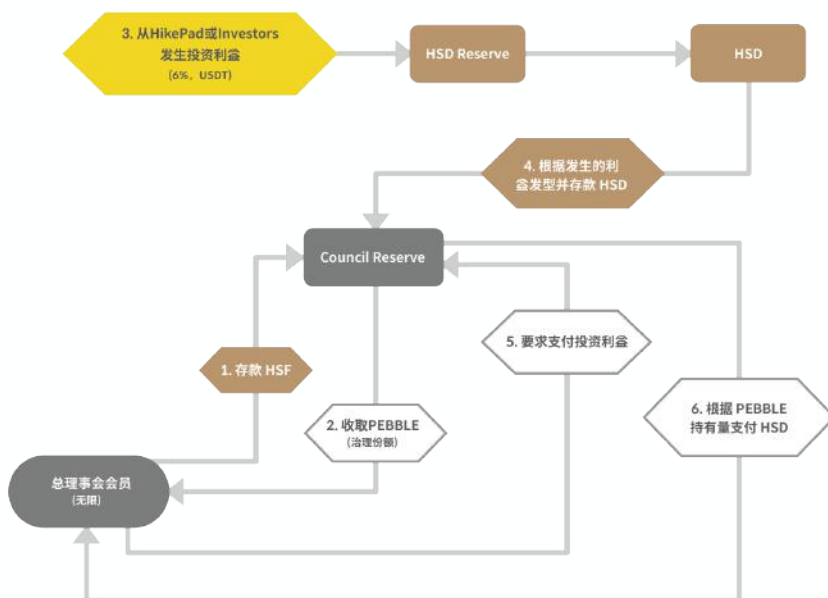 3. 从HikePad或Investors
发生投资利益
(6%, USDT)
HSD Reserve
HSD
4. 根据发生的利
益发型并存款 HSD
Council Reserve
1. 存款 HSF
5. 要求支付投资利益
2. 收取PEBBLE
(治理份额)
6. 根据 PEBBLE
持有量支付 HSD
总理事会会员
(无限)